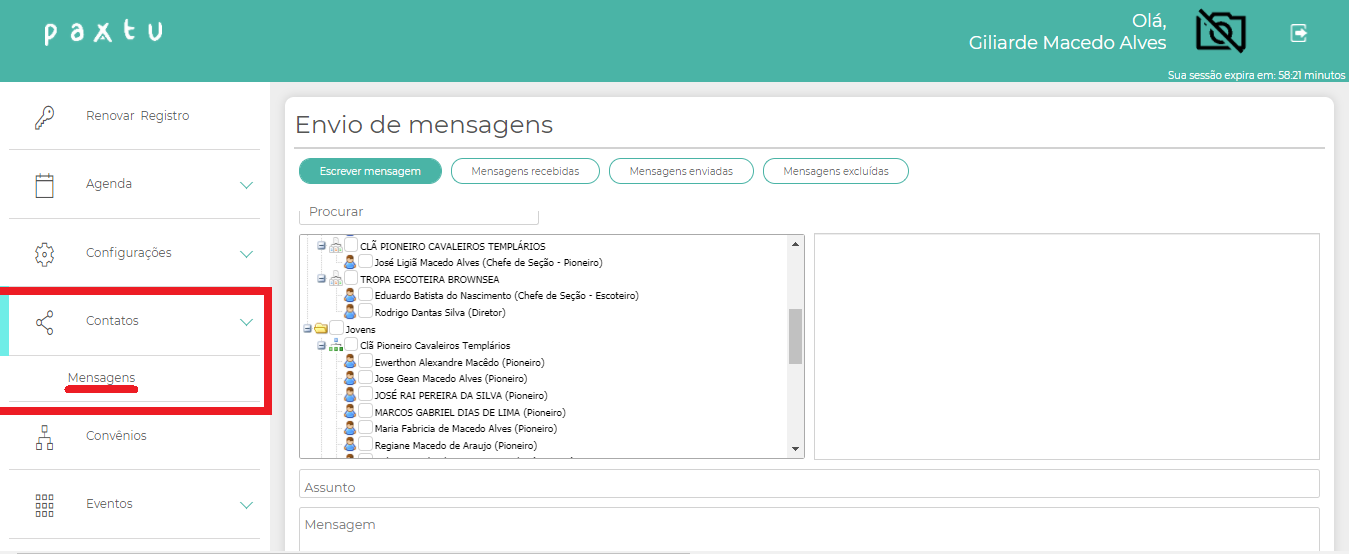 paxtu
Olá,
Giliarde Macedo Alves
Sua sessão expira em: 58:21 minutos
Renovar Registro
Agenda
Configurações
Contatos
Mensagens
Convênios
Eventos
Envio de mensagens
Escrever mensagem
Mensagens recebidas
Mensagens enviadas
Mensagens excluídas
Procurar
CLÃ PIONEIRO CAVALEIROS TEMPLÁRIOS
José Ligiã Macedo Alves (Chefe de Seção - Pioneiro)
TROPA ESCOTEIRA BROWNSEA
Eduardo Batista do Nascimento (Chefe de Seção - Escoteiro)
Rodrigo Dantas Silva (Diretor)
Jovens
Clã Pioneiro Cavaleiros Templários
Ewerthon Alexandre Macêdo (Pioneiro)
Jose Gean Macedo Alves (Pioneiro)
JOSÉ RAI PEREIRA DA SILVA (Pioneiro)
MARCOS GABRIEL DIAS DE LIMA (Pioneiro)
Maria Fabricia de Macedo Alves (Pioneiro)
Regiane Macedo de Araujo (Pioneiro)
Assunto
Mensagem